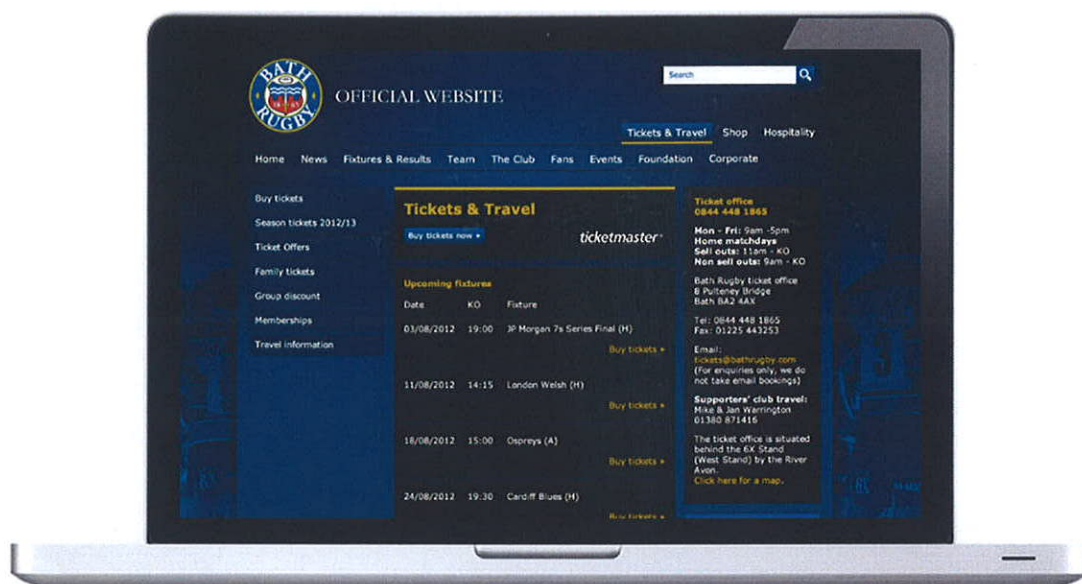 BATH
RUGBY
OFFICIAL WEBSITE
Search
Tickets & Travel Shop Hospitality
Home News Fixtures & Results Team The Club Fans Events Foundation Corporate
Buy tickets
Season tickets 2012/13
Ticket Offers
Family tickets
Group discount
Memberships
Travel information
Tickets & Travel
Buy tickets now »
ticketmaster
Upcoming fixtures
Date KO Fixture
03/08/2012 19:00 JP Morgan 7s Series Final (H)
Buy tickets »
11/08/2012 14:15 London Welsh (H)
Buy tickets »
18/08/2012 15:00 Ospreys (A)
Buy tickets »
24/08/2012 19:30 Cardiff Blues (H)
Buy tickets »
Ticket office
0844 448 1865
Mon - Fri: 9am -5pm
Home matchdays
Sell outs: 11am - KO
Non sell outs: 9am - KO
Bath Rugby ticket office
8 Pulteney Bridge
Bath BA2 4AX
Tel: 0844 448 1865
Fax: 01225 443253
Email:
tickets@bathrugby.com
(For enquiries only, we do
not take email bookings)
Supporters' club travel:
Mike & Jan Warrington
01380 871416
The ticket office is situated
behind the 6X Stand
(West Stand) by the River
Avon.
Click here for a map.